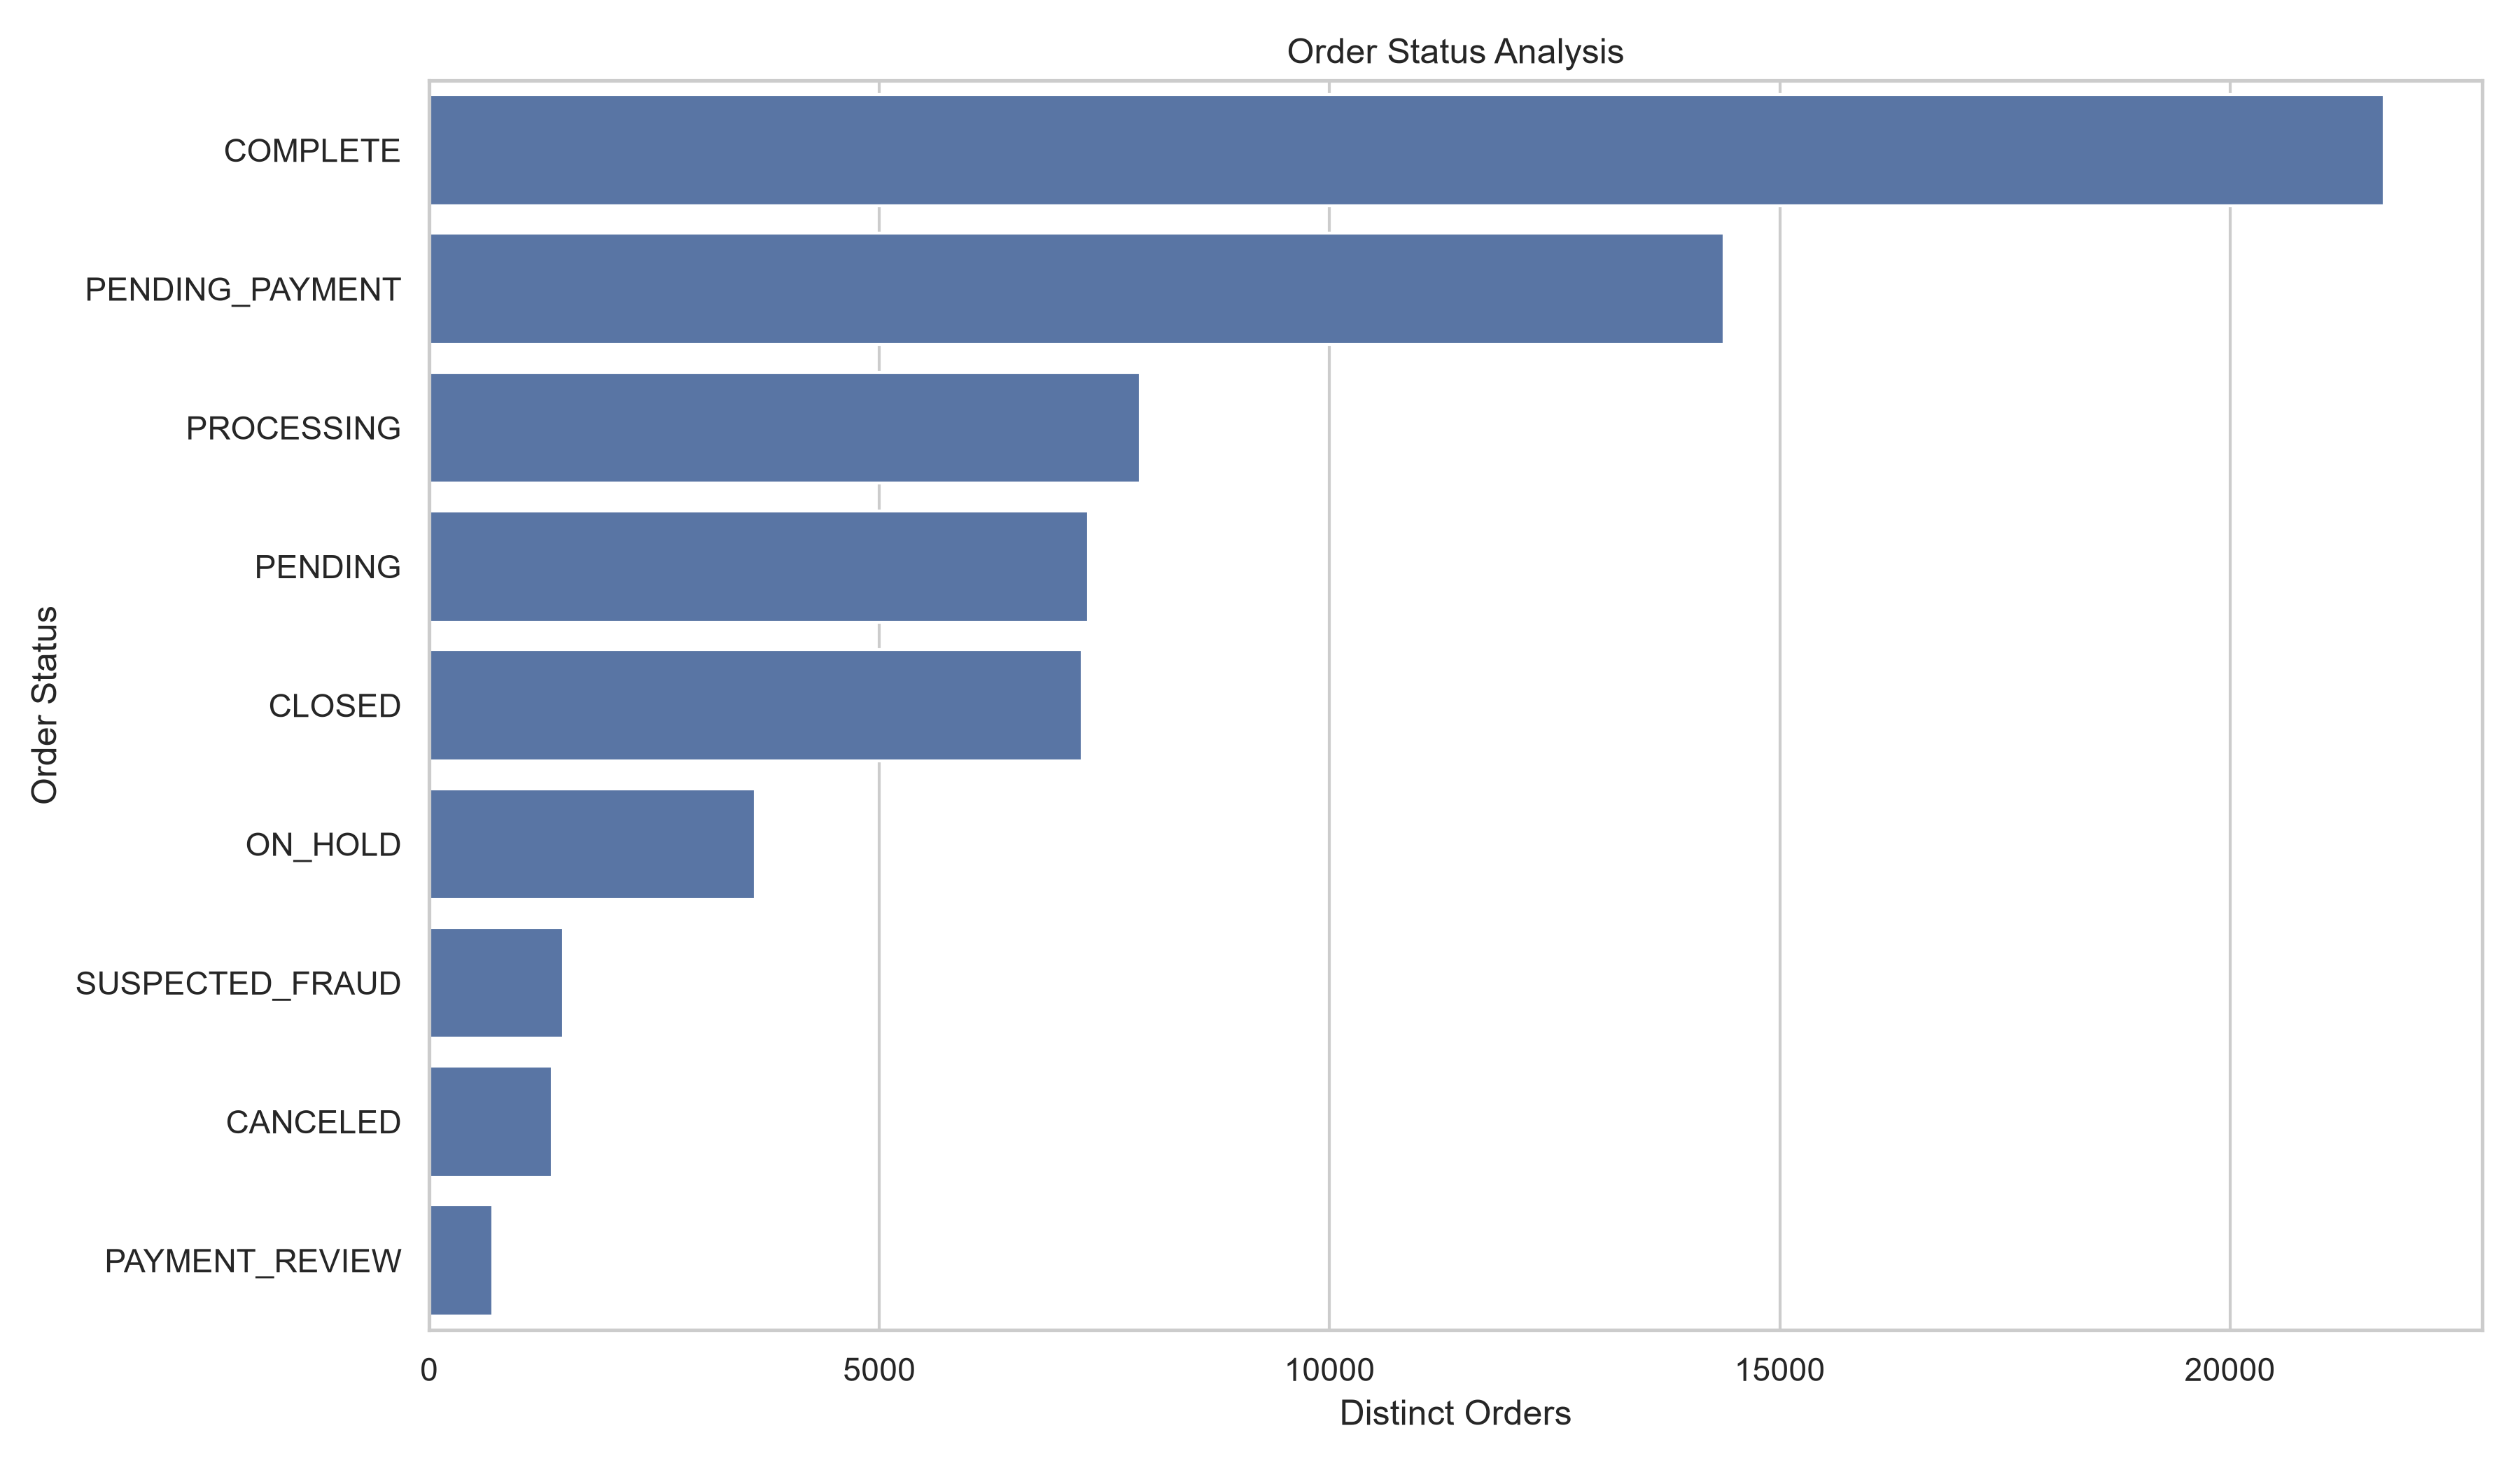 Order Status Analysis
Order Status
COMPLETE
PENDING_PAYMENT
PROCESSING
PENDING
CLOSED
ON_HOLD
SUSPECTED_FRAUD
CANCELED
PAYMENT_REVIEW
0 5000 10000 15000 20000
Distinct Orders